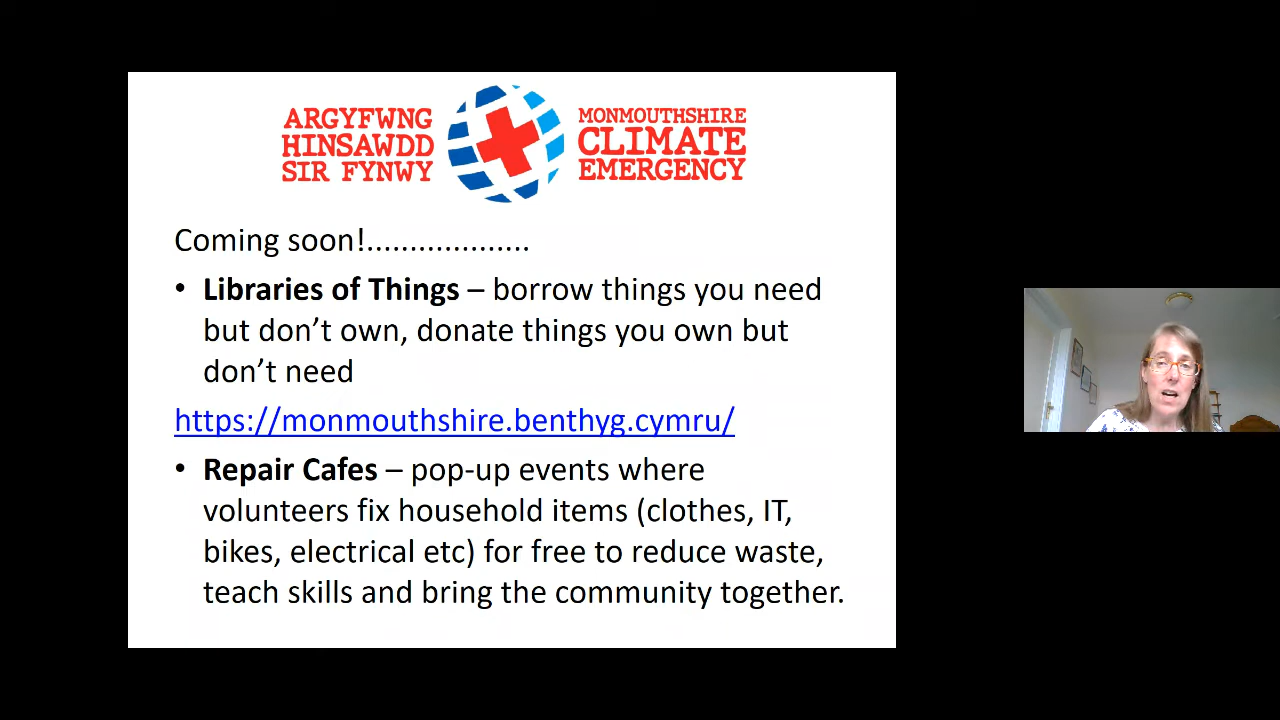 ARGYFWNG
HINSAWDD
SIR FYNWY
MONMOUTHSHIRE
CLIMATE
EMERGENCY
Coming soon!...................
• Libraries of Things – borrow things you need
but don’t own, donate things you own but
don’t need
https://monmouthshire.benthyg.cymru/
• Repair Cafes – pop-up events where
volunteers fix household items (clothes, IT,
bikes, electrical etc) for free to reduce waste,
teach skills and bring the community together.